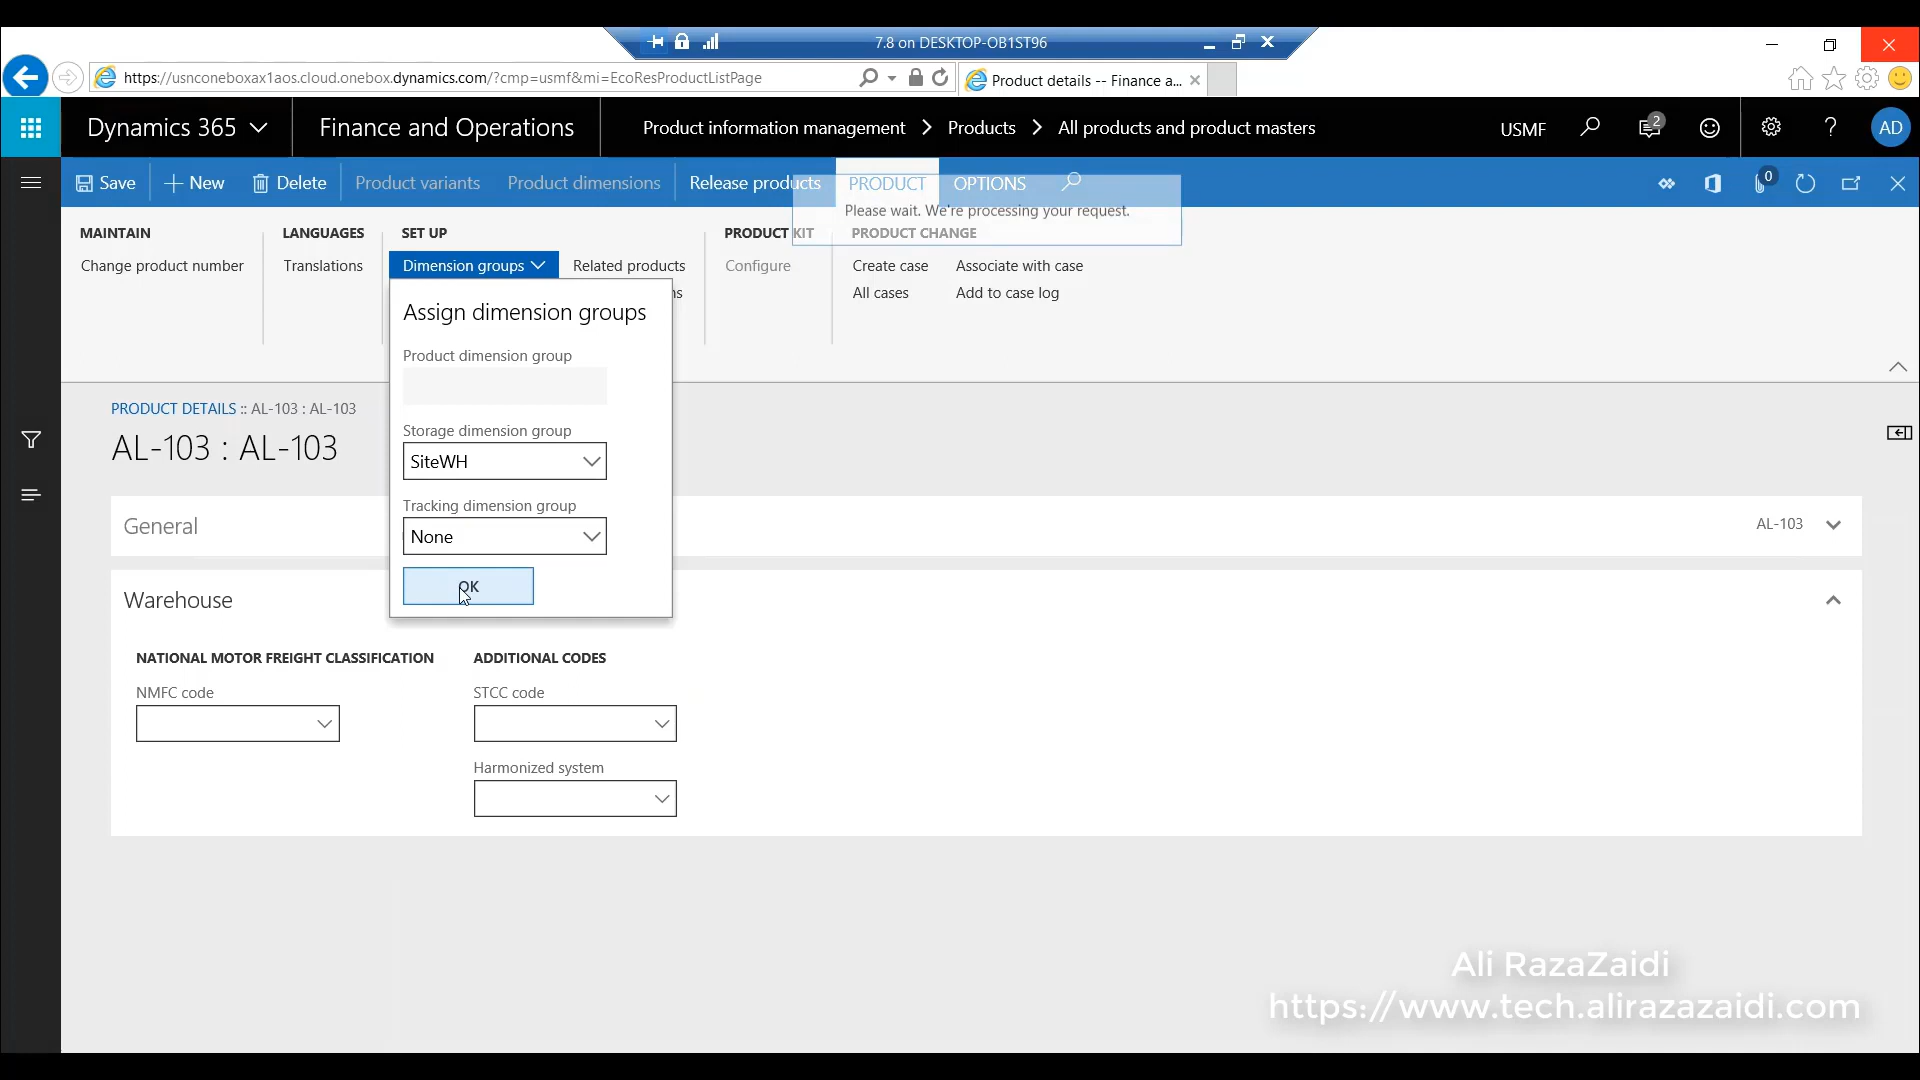 7.8 on DESKTOP-OB1ST96
https://usnconeboxax1aos.cloud.onebox.dynamics.com/?cmp=usmf&mi=EcoResProductListPage
Product details -- Finance a...
Dynamics 365
Finance and Operations
Product information management > Products > All products and product masters
USMF
2
?
AD
Save
New
Delete
Product variants
Product dimensions
Release products
PRODUCT
OPTIONS
0
Please wait. We're processing your request.
MAINTAIN
Change product number
LANGUAGES
Translations
SET UP
Dimension groups
Related products
ns
PRODUCT KIT
Configure
PRODUCT CHANGE
Create case
Associate with case
All cases
Add to case log
Assign dimension groups
Product dimension group
Storage dimension group
SiteWH
Tracking dimension group
None
OK
PRODUCT DETAILS :: AL-103 : AL-103
AL-103 : AL-103
General
AL-103
Warehouse
NATIONAL MOTOR FREIGHT CLASSIFICATION
NMFC code
ADDITIONAL CODES
STCC code
Harmonized system
Ali RazaZaidi
https://www.tech.alirazazaidi.com